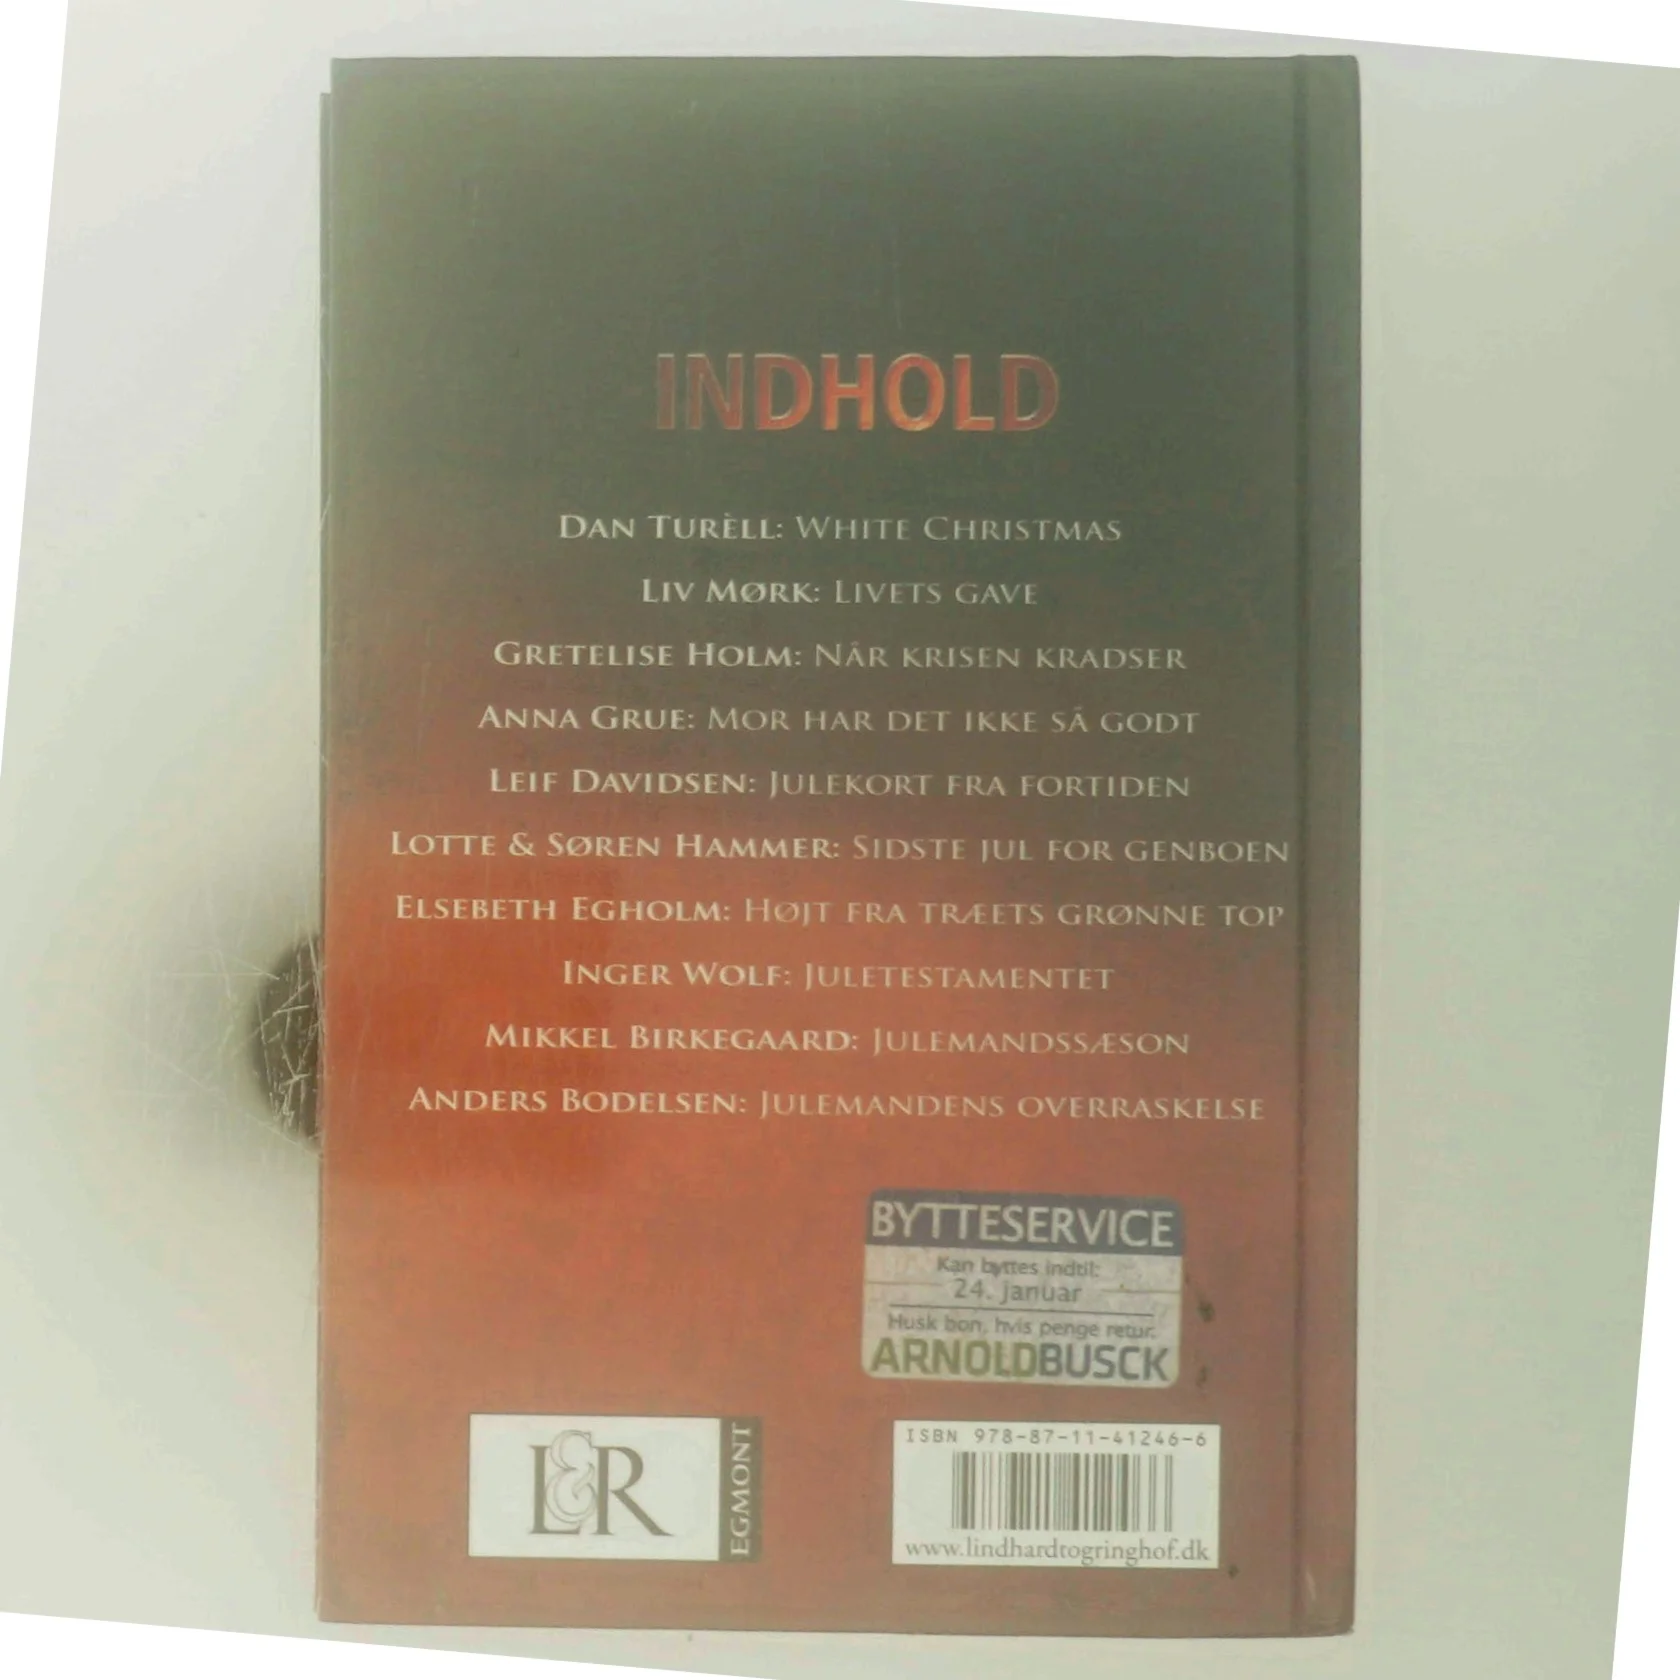 INDHOLD
DAN TURÈLL: WHITE CHRISTMAS
LIV MØRK: LIVETS GAVE
GRETELISE HOLM: NÅR KRISEN KRADSER
ANNA GRUE: MOR HAR DET IKKE SÅ GODT
LEIF DAVIDSEN: JULEKORT FRA FORTIDEN
LOTTE & SØREN HAMMER: SIDSTE JUL FOR GENBOEN
ELSEBETH EGHOLM: HØJT FRA TRÆETS GRØNNE TOP
INGER WOLF: JULETESTAMENTET
MIKKEL BIRKEGAARD: JULEMANDSSÆSON
ANDERS BODELSEN: JULEMANDENS OVERRASKELSE
BYTTESERVICE
Kan byttes indtil:
24. januar
Husk bon, hvis penge retur.
ARNOLDBUSCK
L&R
EGMONT
ISBN 978-87-11-41246-6
www.lindhardtogringhof.dk